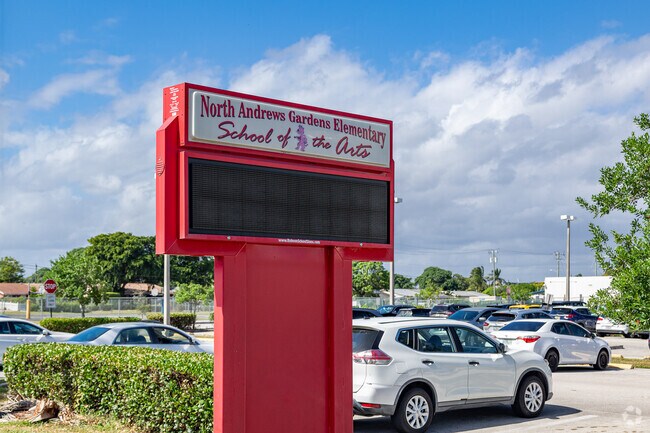 North Andrews Gardens Elementary
School of the Arts
STOP